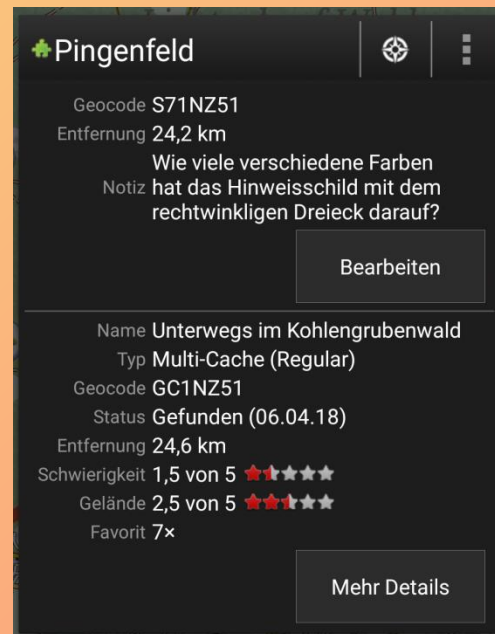 Pingenfeld
Geocode S71NZ51
Entfernung 24,2 km
Wie viele verschiedene Farben
Notiz hat das Hinweisschild mit dem
rechtwinkligen Dreieck darauf?
Bearbeiten
Name Unterwegs im Kohlengrubenwald
Typ Multi-Cache (Regular)
Geocode GC1NZ51
Status Gefunden (06.04.18)
Entfernung 24,6 km
Schwierigkeit 1,5 von 5
Gelände 2,5 von 5
Favorit 7×
Mehr Details